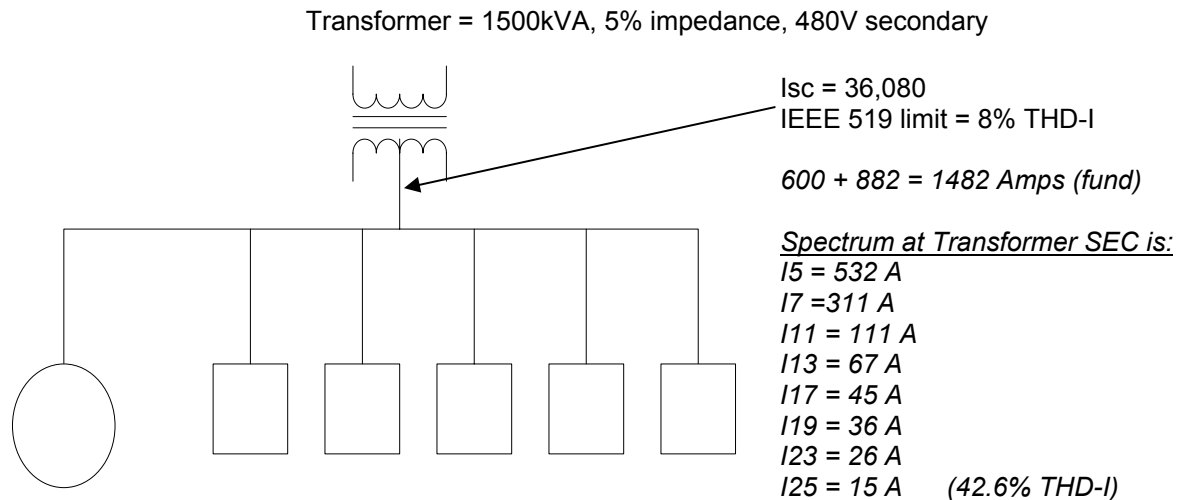 Transformer = 1500kVA, 5% impedance, 480V secondary
Isc = 36,080
IEEE 519 limit = 8% THD-I
600 + 882 = 1482 Amps (fund)
Spectrum at Transformer SEC is:
I5 = 532 A
I7 =311 A
I11 = 111 A
I13 = 67 A
I17 = 45 A
I19 = 36 A
I23 = 26 A
I25 = 15 A (42.6% THD-I)